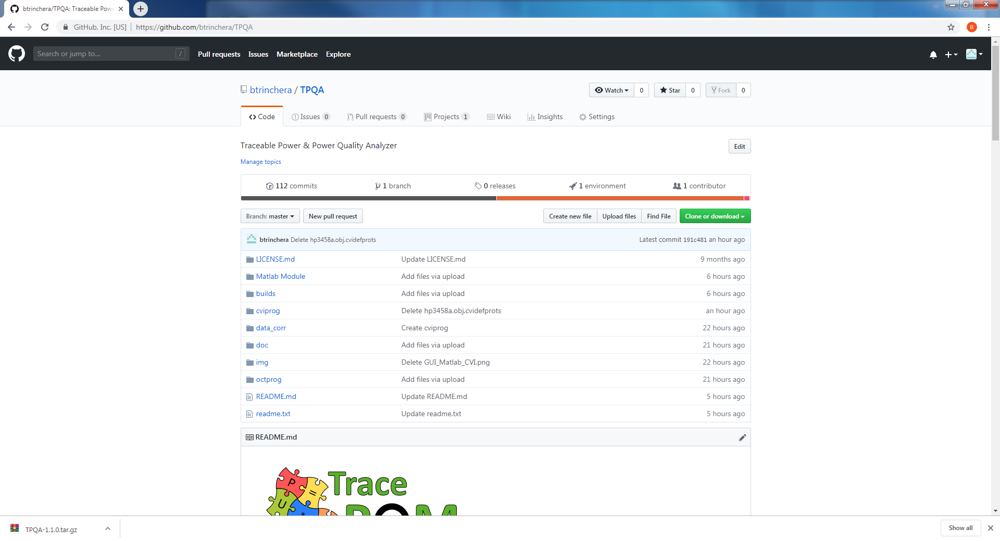 btrinchera/TPQA: Traceable Powe
GitHub, Inc. [US] https://github.com/btrinchera/TPQA
B
Search or jump to... / Pull requests Issues Marketplace Explore
btrinchera / TPQA Watch 0 Star 0 Fork 0
Code Issues 0 Pull requests 0 Projects 1 Wiki Insights Settings
Traceable Power & Power Quality Analyzer Edit
Manage topics
112 commits 1 branch 0 releases 1 environment 1 contributor
Branch: master New pull request Create new file Upload files Find File Clone or download
btrinchera Delete hp3458a.obj.cvidefprots Latest commit 191c481 an hour ago
LICENSE.md Update LICENSE.md 9 months ago
Matlab Module Add files via upload 6 hours ago
builds Add files via upload 6 hours ago
cviprog Delete hp3458a.obj.cvidefprots an hour ago
data_corr Create cviprog 22 hours ago
doc Add files via upload 21 hours ago
img Delete GUI_Matlab_CVI.png 22 hours ago
octprog Add files via upload 21 hours ago
README.md Update README.md 5 hours ago
readme.txt Update readme.txt 5 hours ago
README.md
P = Trace
U * PQM
TPQA-1.1.0.tar.gz Show all